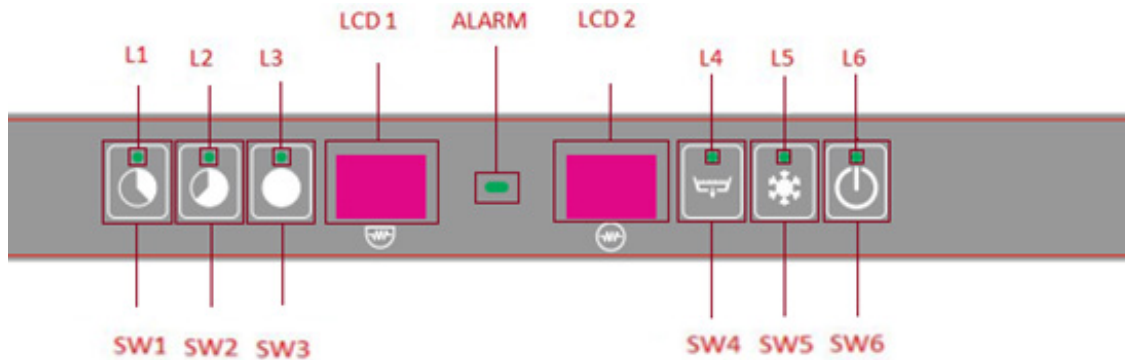 LCD 1 ALARM LCD 2
L1 L2 L3 L4 L5 L6
SW1 SW2 SW3 SW4 SW5 SW6